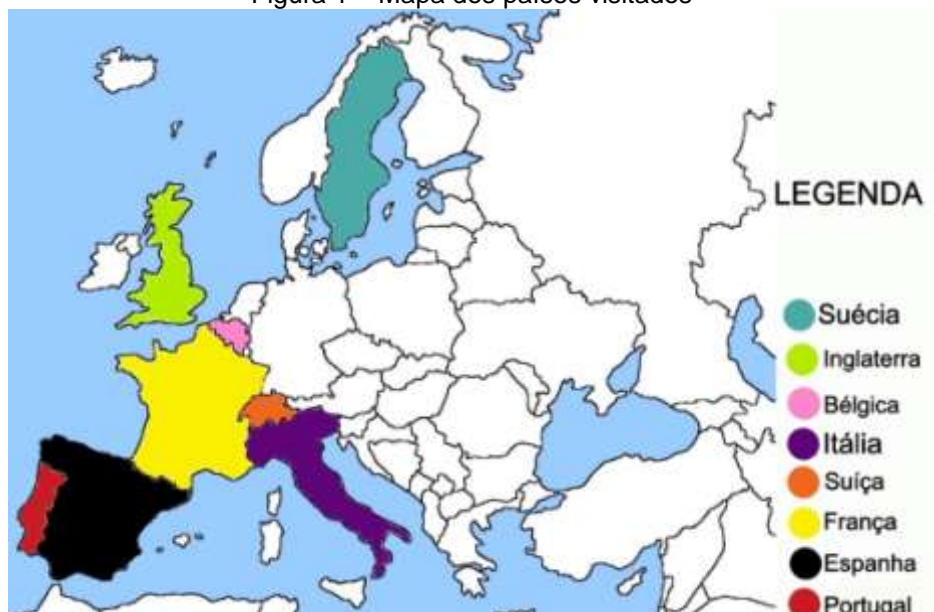 Figura 1 – Mapa dos países visitados
LEGENDA
Suécia
Inglaterra
Bélgica
Itália
Suíça
França
Espanha
Portugal